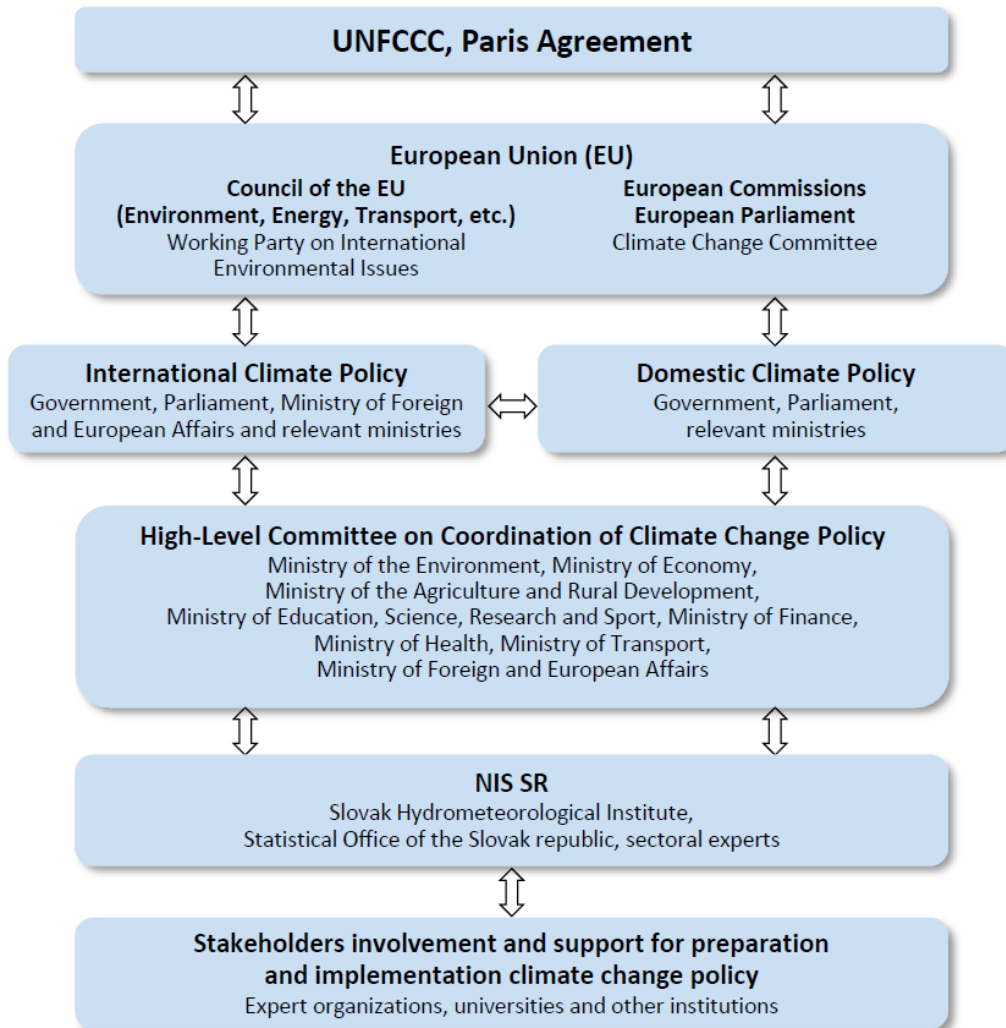 UNFCCC, Paris Agreement
European Union (EU)
Council of the EU
(Environment, Energy, Transport, etc.)
Working Party on International
Environmental Issues
European Commissions
European Parliament
Climate Change Committee
International Climate Policy
Government, Parliament, Ministry of Foreign
and European Affairs and relevant ministries
Domestic Climate Policy
Government, Parliament,
relevant ministries
High-Level Committee on Coordination of Climate Change Policy
Ministry of the Environment, Ministry of Economy,
Ministry of the Agriculture and Rural Development,
Ministry of Education, Science, Research and Sport, Ministry of Finance,
Ministry of Health, Ministry of Transport,
Ministry of Foreign and European Affairs
NIS SR
Slovak Hydrometeorological Institute,
Statistical Office of the Slovak republic, sectoral experts
Stakeholders involvement and support for preparation
and implementation climate change policy
Expert organizations, universities and other institutions